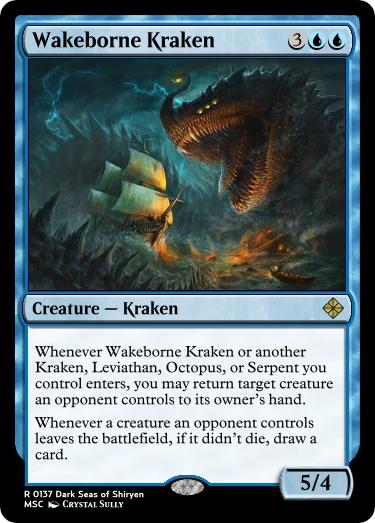 Wakeborne Kraken 3
Creature — Kraken
Whenever Wakeborne Kraken or another
Kraken, Leviathan, Octopus, or Serpent you
control enters, you may return target creature
an opponent controls to its owner's hand.
Whenever a creature an opponent controls
leaves the battlefield, if it didn't die, draw a
card.
5/4
R 0137 Dark Seas of Shiryen
MSC Crystal Sully